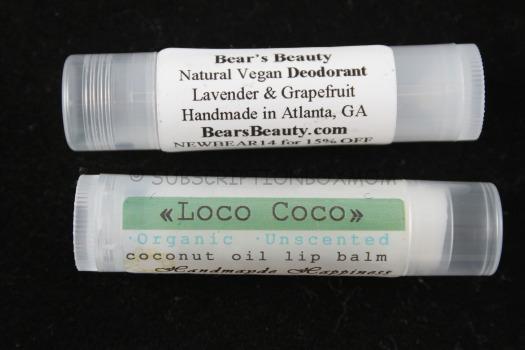 Bear's Beauty
Natural Vegan Deodorant
Lavender & Grapefruit
Handmade in Atlanta, GA
BearsBeauty.com
NEWBEAR14 for 15% OFF
© SUBSCRIPTIONBOXMOM
«Loco Coco»
·Organic ·Unscented
coconut oil lip balm
Handmayde Happiness